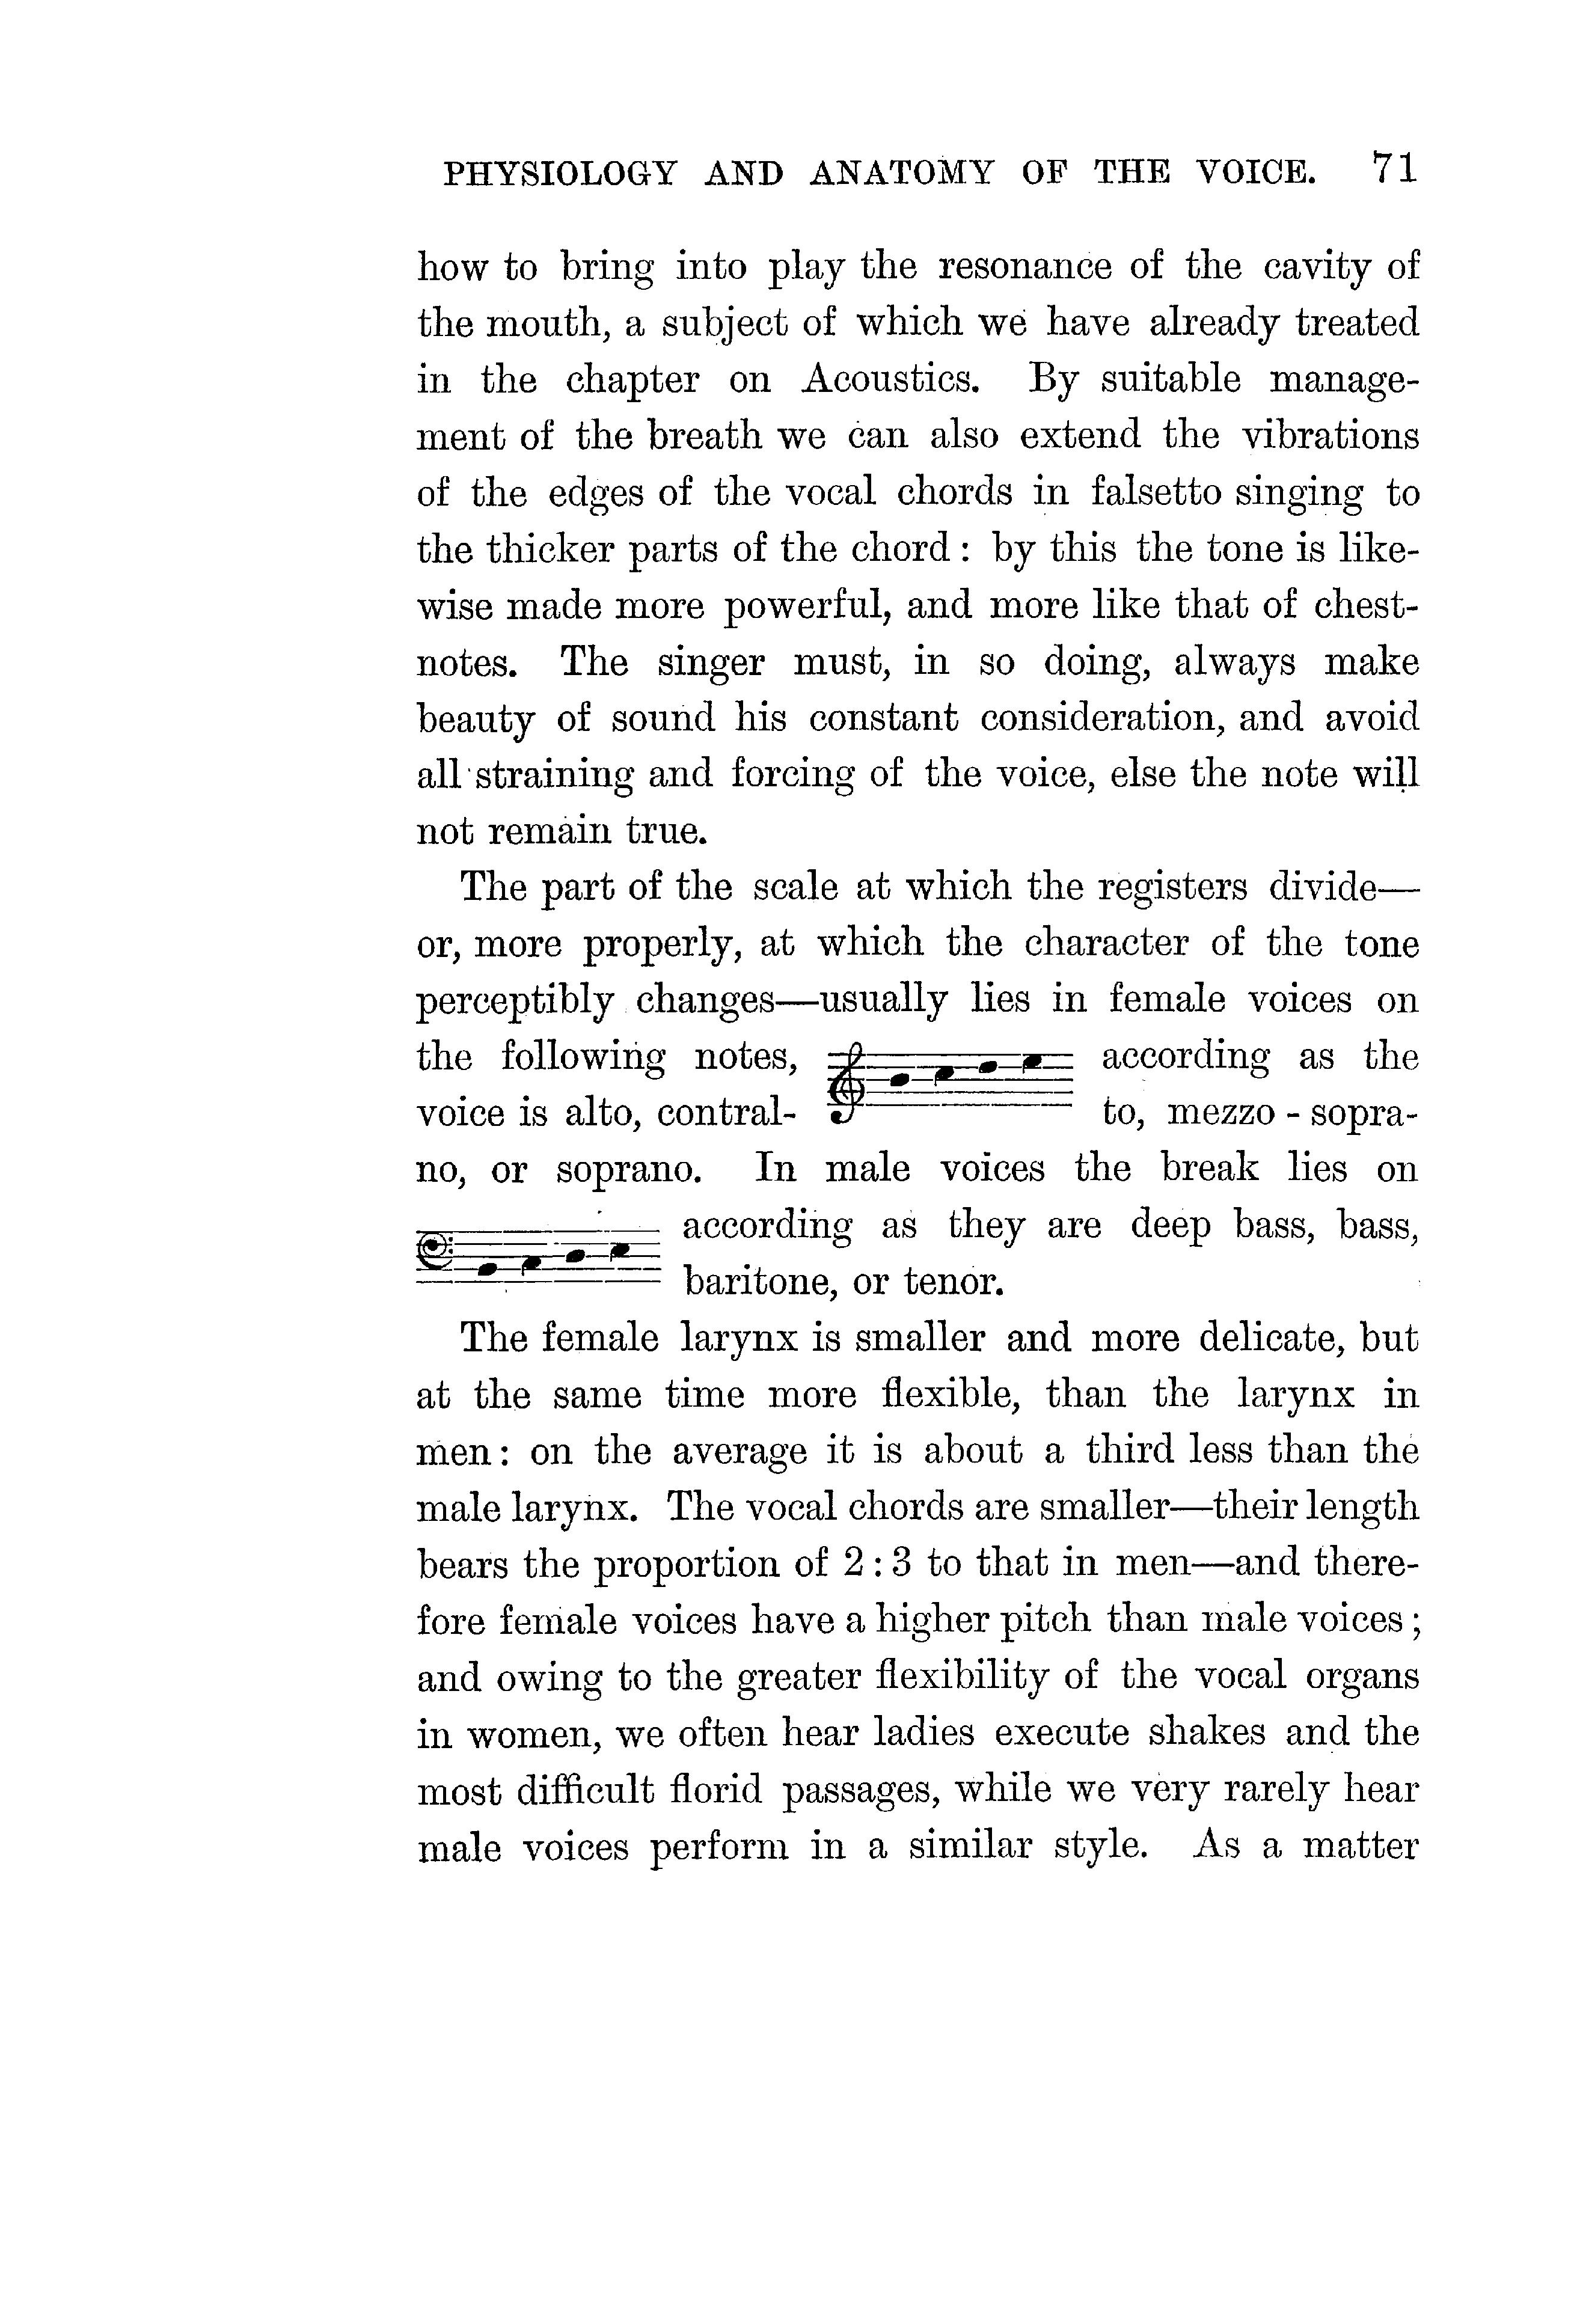 PHYSIOLOGY AND ANATOMY OF THE VOICE. 71
how to bring into play the resonance of the cavity of
the mouth, a subject of which we have already treated
in the chapter on Acoustics. By suitable manage-
ment of the breath we can also extend the vibrations
of the edges of the vocal chords in falsetto singing to
the thicker parts of the chord : by this the tone is like-
wise made more powerful, and more like that of chest-
notes. The singer must, in so doing, always make
beauty of sound his constant consideration, and avoid
all straining and forcing of the voice, else the note will
not remain true.
The part of the scale at which the registers divide—
or, more properly, at which the character of the tone
perceptibly changes—usually lies in female voices on
the following notes, according as the
voice is alto, contral- to, mezzo - sopra-
no, or soprano. In male voices the break lies on
according as they are deep bass, bass,
baritone, or tenor.
The female larynx is smaller and more delicate, but
at the same time more flexible, than the larynx in
men : on the average it is about a third less than the
male larynx. The vocal chords are smaller—their length
bears the proportion of 2 : 3 to that in men—and there-
fore female voices have a higher pitch than male voices ;
and owing to the greater flexibility of the vocal organs
in women, we often hear ladies execute shakes and the
most difficult florid passages, while we very rarely hear
male voices perform in a similar style. As a matter